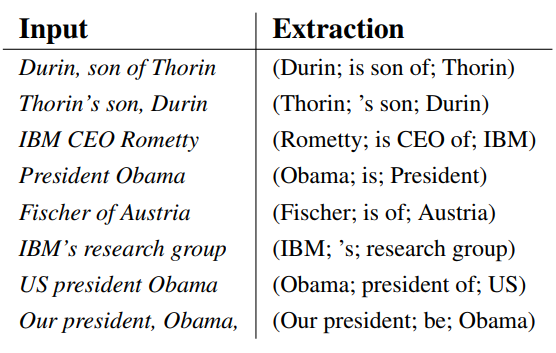 Input Extraction
Durin, son of Thorin (Durin; is son of; Thorin)
Thorin's son, Durin (Thorin; 's son; Durin)
IBM CEO Rometty (Rometty; is CEO of; IBM)
President Obama (Obama; is; President)
Fischer of Austria (Fischer; is of; Austria)
IBM's research group (IBM; 's; research group)
US president Obama (Obama; president of; US)
Our president, Obama, (Our president; be; Obama)